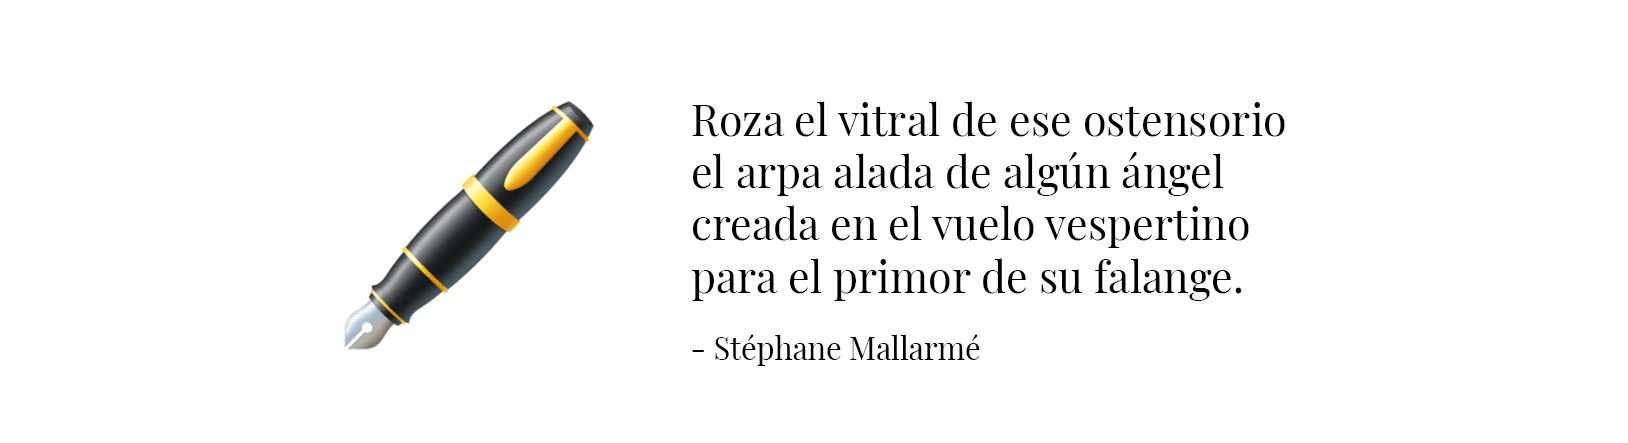 Roza el vitral de ese ostensorio
el arpa alada de algún ángel
creada en el vuelo vespertino
para el primor de su falange.
- Stéphane Mallarmé